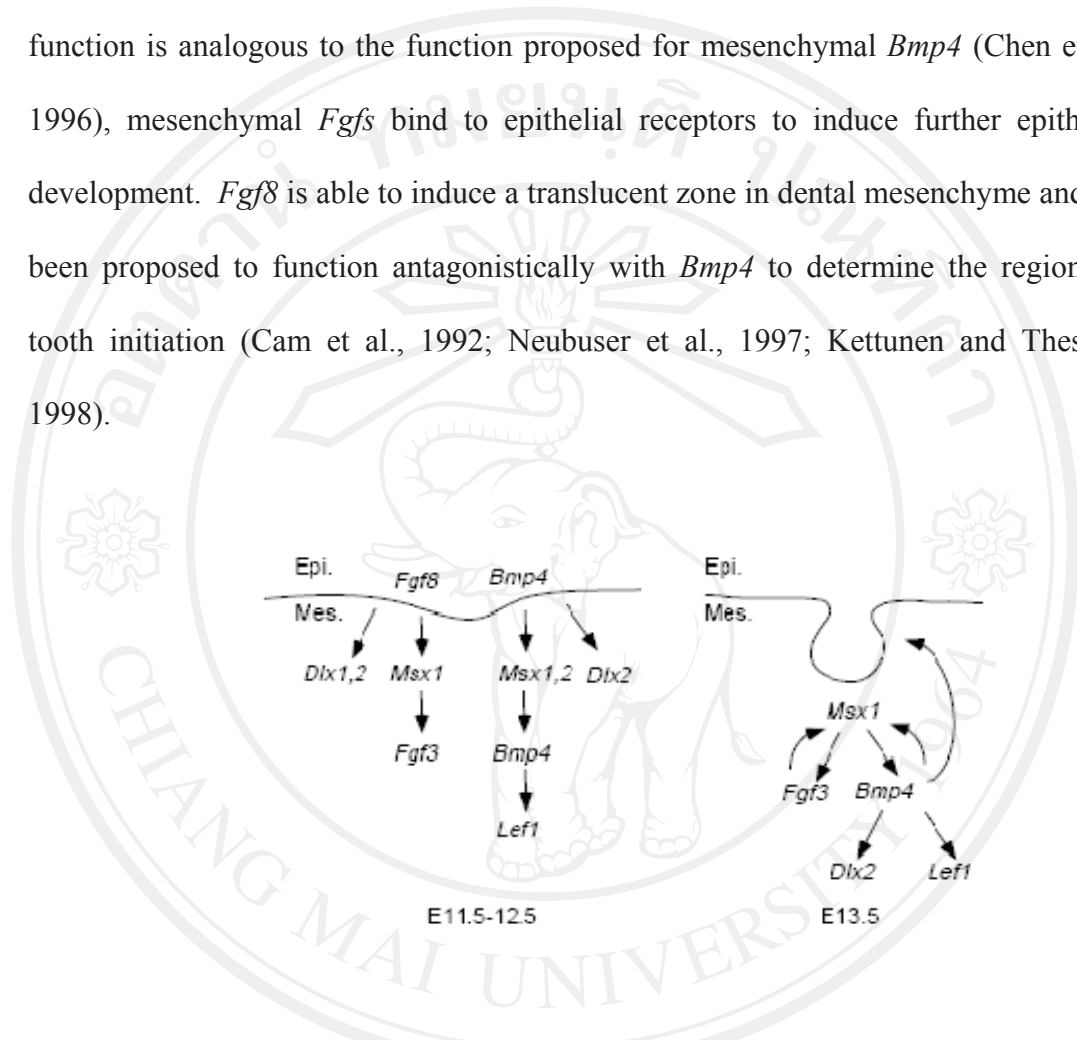 function is analogous to the function proposed for mesenchymal Bmp4 (Chen e
1996), mesenchymal Fgfs bind to epithelial receptors to induce further epith
development. Fgf8 is able to induce a translucent zone in dental mesenchyme and
been proposed to function antagonistically with Bmp4 to determine the region
tooth initiation (Cam et al., 1992; Neubuser et al., 1997; Kettunen and Thes
1998).
Epi. Fgf8 Bmp4
Mes.
Dlx1,2 Msx1 Msx1,2 Dlx2
Fgf3 Bmp4
Lef1
E11.5-12.5
Epi.
Mes.
Msx1
Fgf3 Bmp4
Dlx2 Lef1
E13.5
CHIANG MAI UNIVERSITY 1964